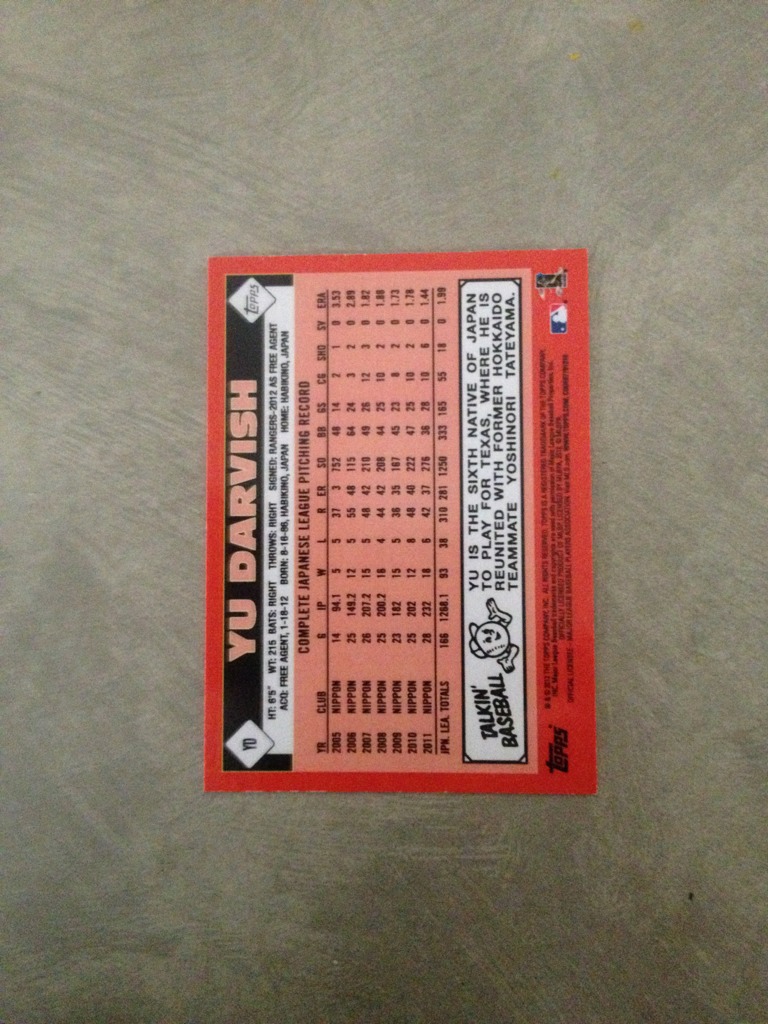 YD
YU DARVISH
Topps
HT: 6'5" WT: 215 BATS: RIGHT THROWS: RIGHT SIGNED: RANGERS-2012 AS FREE AGENT
ACQ: FREE AGENT, 1-18-12 BORN: 8-16-86, HABIKINO, JAPAN HOME: HABIKINO, JAPAN
COMPLETE JAPANESE LEAGUE PITCHING RECORD
YR CLUB G IP W L R ER SO BB GS CG SHO SV ERA
2005 NIPPON 14 94.1 5 5 37 3 752 48 14 2 1 0 3.53
2006 NIPPON 25 149.2 12 5 55 48 115 64 24 3 2 0 2.89
2007 NIPPON 26 207.2 15 5 48 42 210 49 26 12 3 0 1.82
2008 NIPPON 25 200.2 16 4 44 42 208 44 25 10 2 0 1.88
2009 NIPPON 23 182 15 5 36 35 167 45 23 8 2 0 1.73
2010 NIPPON 25 202 12 8 48 40 222 47 25 10 2 0 1.78
2011 NIPPON 28 232 18 6 42 37 276 36 28 10 6 0 1.44
JPN. LEA. TOTALS 166 1268.1 93 38 310 281 1250 333 165 55 18 0 1.99
TALKIN'
BASEBALL
YU IS THE SIXTH NATIVE OF JAPAN
TO PLAY FOR TEXAS, WHERE HE IS
REUNITED WITH FORMER HOKKAIDO
TEAMMATE YOSHINORI TATEYAMA.
Topps